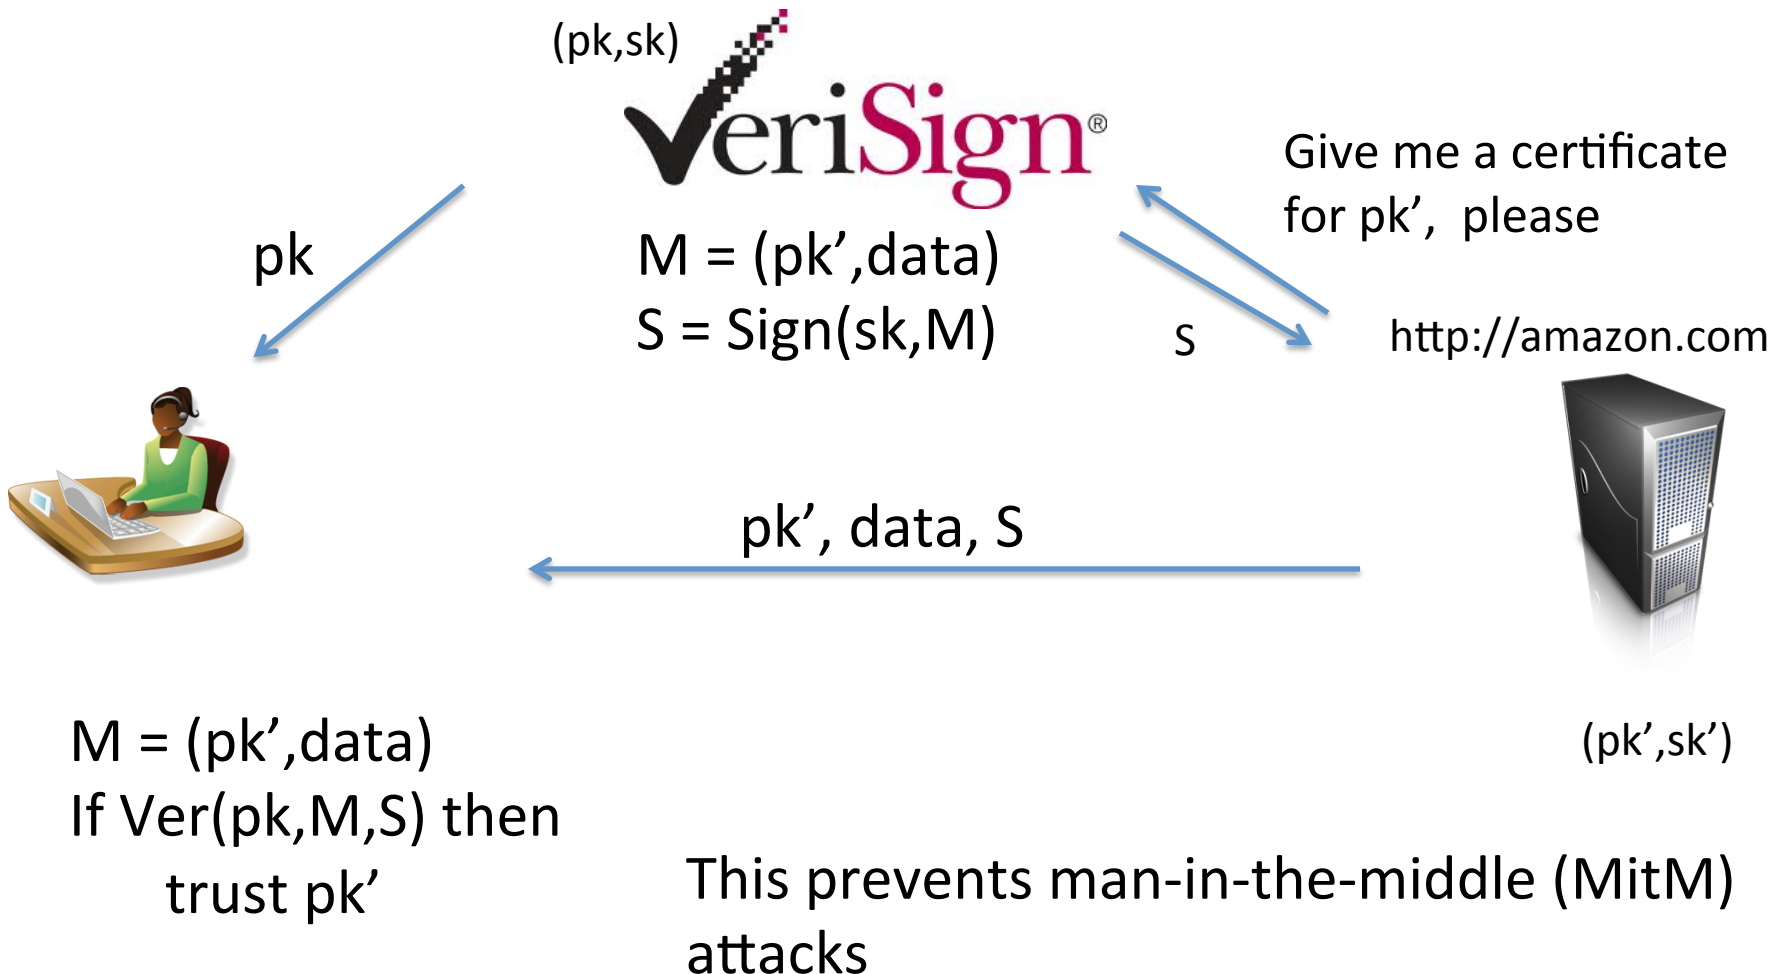 (pk,sk)
VeriSign®
Give me a certificate
for pk’, please
pk
M = (pk’,data)
S = Sign(sk,M)
S
http://amazon.com
pk’, data, S
M = (pk’,data)
If Ver(pk,M,S) then
trust pk’
(pk’,sk’)
This prevents man-in-the-middle (MitM)
attacks